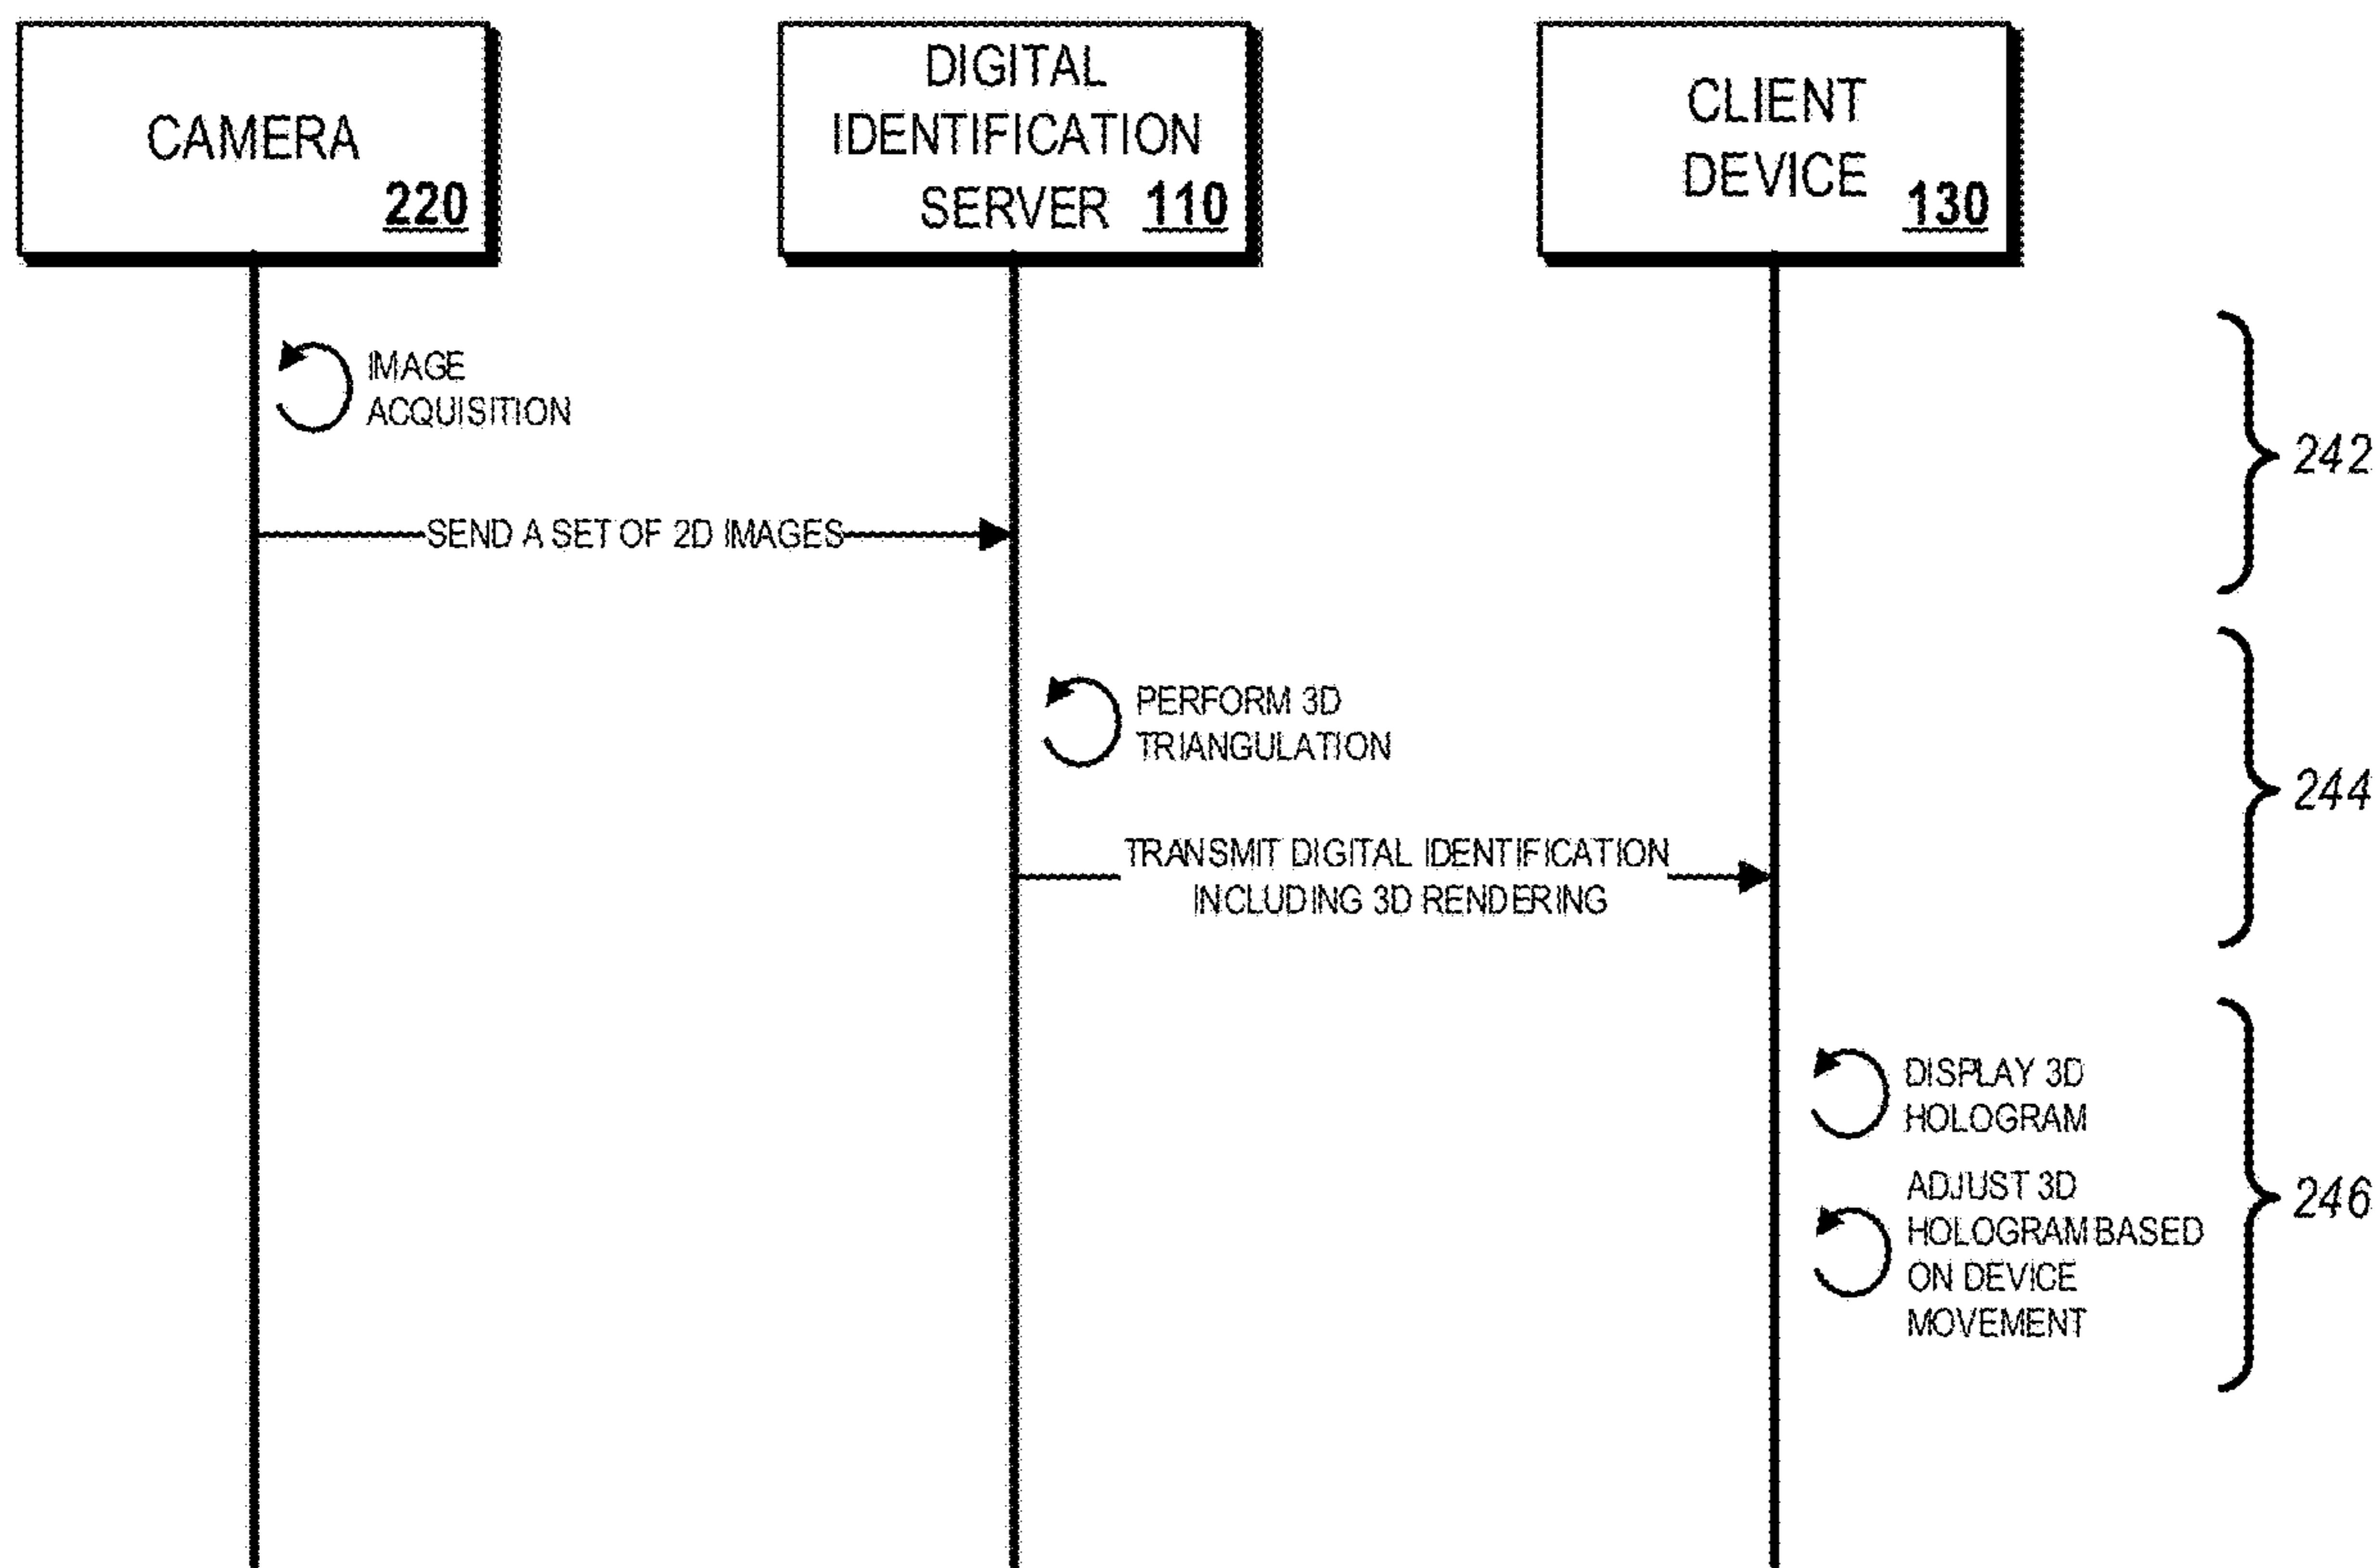 CAMERA
220
DIGITAL
IDENTIFICATION
SERVER 110
CLIENT
DEVICE 130
IMAGE
ACQUISITION
242
SEND A SET OF 2D IMAGES
PERFORM 3D
TRIANGULATION
244
TRANSMIT DIGITAL IDENTIFICATION
INCLUDING 3D RENDERING
DISPLAY 3D
HOLOGRAM
ADJUST 3D
HOLOGRAM BASED
ON DEVICE
MOVEMENT
246